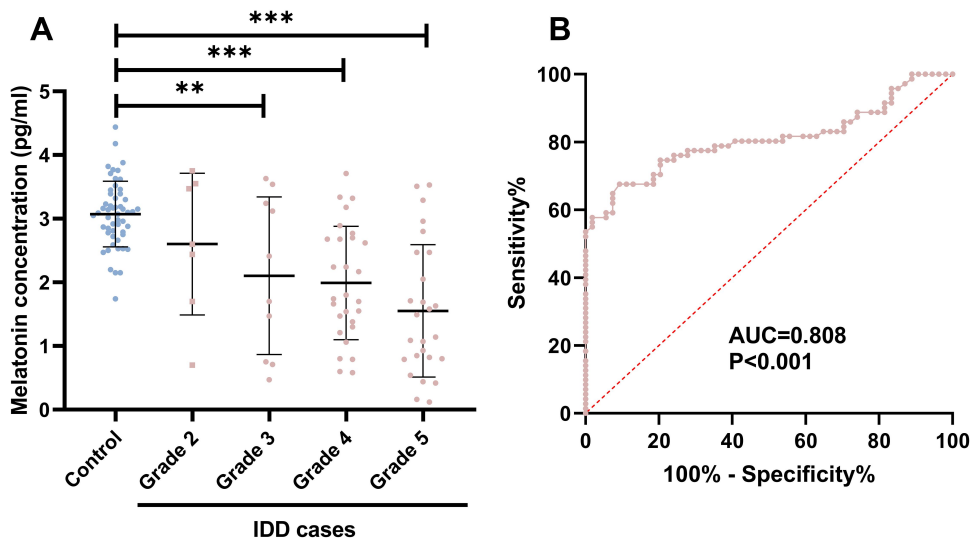 A
***
***
**
Melatonin concentration (pg/ml)
5
4
3
2
1
0
Control
Grade 2
Grade 3
Grade 4
Grade 5
IDD cases
B
Sensitivity%
100
80
60
40
20
0
AUC=0.808
P<0.001
0 20 40 60 80 100
100% - Specificity%